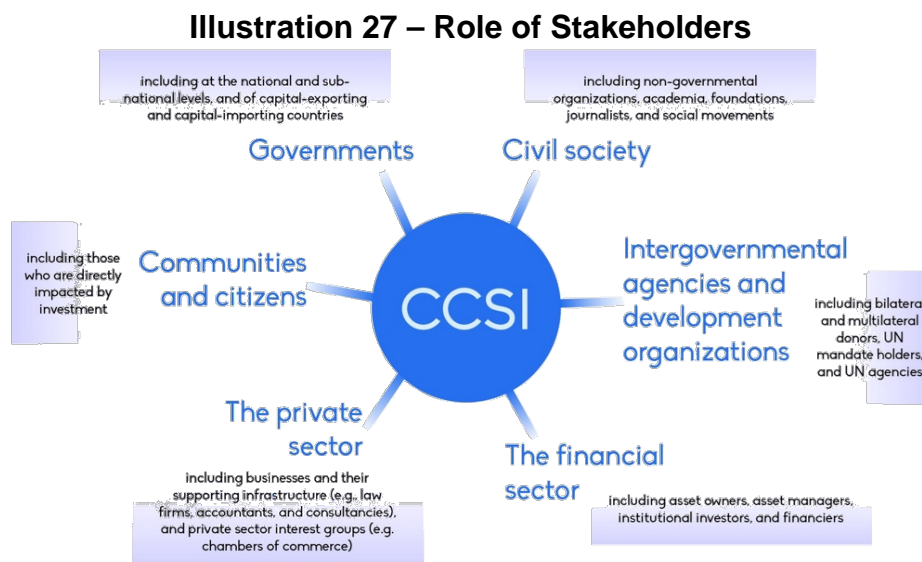 Illustration 27 – Role of Stakeholders
including at the national and sub-
national levels, and of capital-exporting
and capital-importing countries
Governments
including non-governmental
organizations, academia, foundations,
journalists, and social movements
Civil society
including those
who are directly
impacted by
investment
Communities
and citizens
CCSI
Intergovernmental
agencies and
development
organizations
including bilateral
and multilateral
donors, UN
mandate holders,
and UN agencies
The private
sector
including businesses and their
supporting infrastructure (e.g., law
firms, accountants, and consultancies),
and private sector interest groups (e.g.
chambers of commerce)
The financial
sector
including asset owners, asset managers,
institutional investors, and financiers